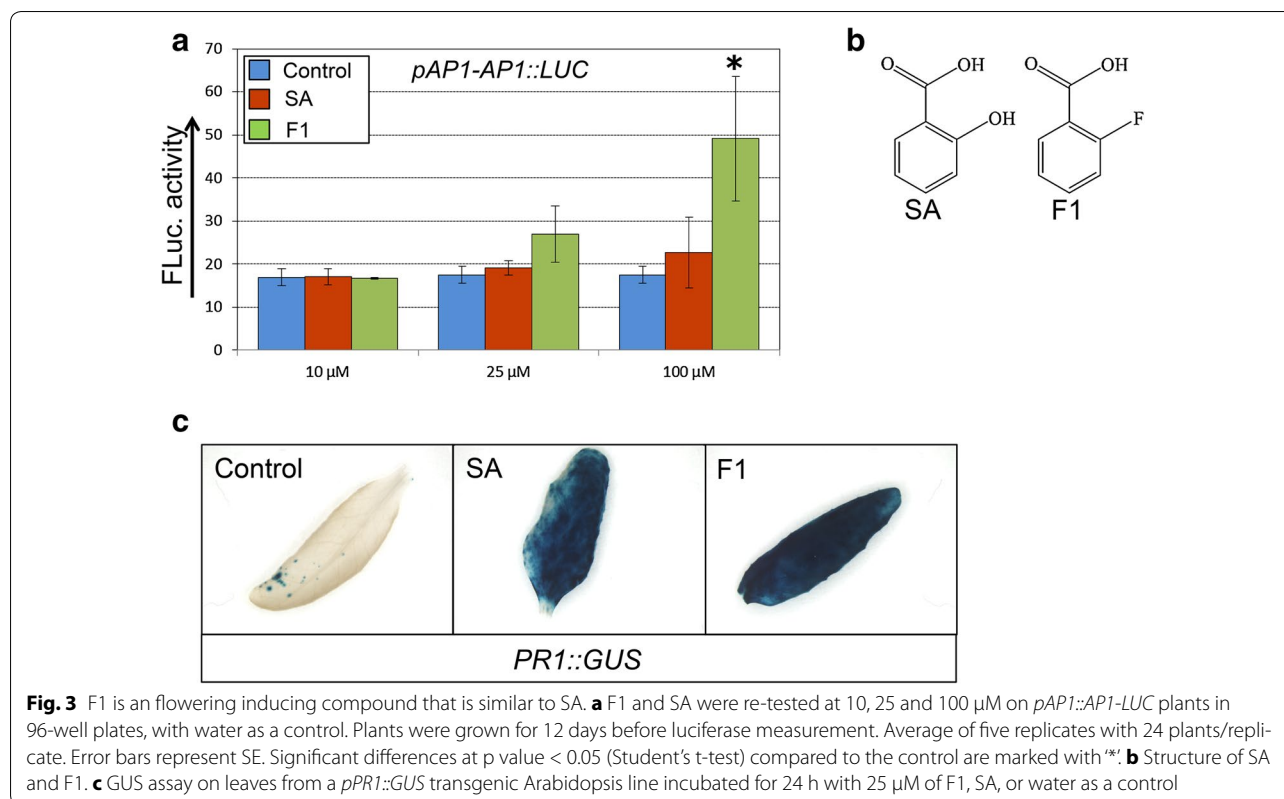 a
70
60
50
40
30
20
10
0
FLuc. activity
Control
SA
F1
pAP1-AP1::LUC
*
10 µM
25 µM
100 µM
b
O
OH
OH
SA
O
OH
F
F1
c
Control
SA
F1
PR1::GUS
Fig. 3 F1 is an flowering inducing compound that is similar to SA. a F1 and SA were re-tested at 10, 25 and 100 µM on pAP1::AP1-LUC plants in
96-well plates, with water as a control. Plants were grown for 12 days before luciferase measurement. Average of five replicates with 24 plants/repli-
cate. Error bars represent SE. Significant differences at p value < 0.05 (Student's t-test) compared to the control are marked with '*'. b Structure of SA
and F1. c GUS assay on leaves from a pPR1::GUS transgenic Arabidopsis line incubated for 24 h with 25 µM of F1, SA, or water as a control